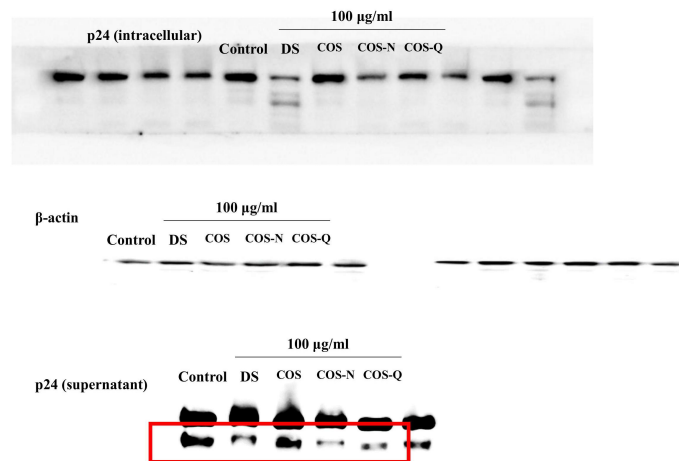 100 μg/ml
p24 (intracellular)
Control DS COS COS-N COS-Q
100 μg/ml
β-actin
Control DS COS COS-N COS-Q
100 μg/ml
p24 (supernatant)
Control DS COS COS-N COS-Q